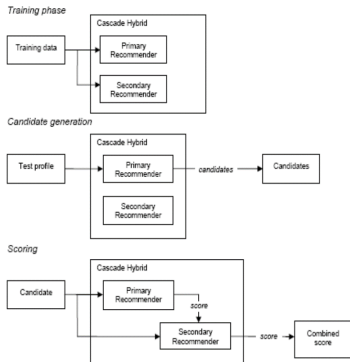 Training phase
Cascade Hybrid
Training data
Primary
Recommender
Secondary
Recommender
Candidate generation
Cascade Hybrid
Test profile
Primary
Recommender
candidates
Candidates
Secondary
Recommender
Scoring
Cascade Hybrid
Candidate
Primary
Recommender
score
Secondary
Recommender
score
Combined
score